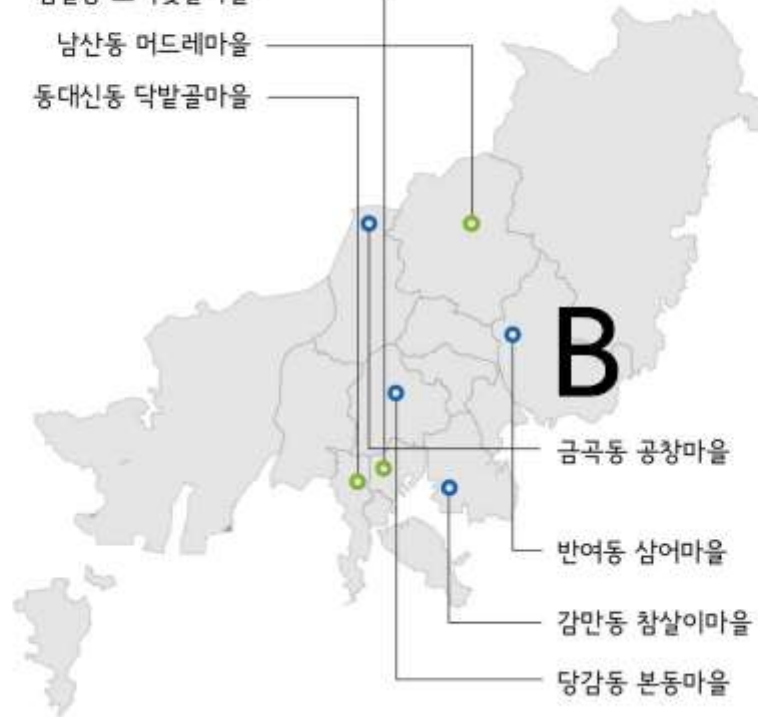 남산동 머드레마을
동대신동 닥밭골마을
B
금곡동 공창마을
반여동 삼어마을
감만동 참살이마을
당감동 본동마을